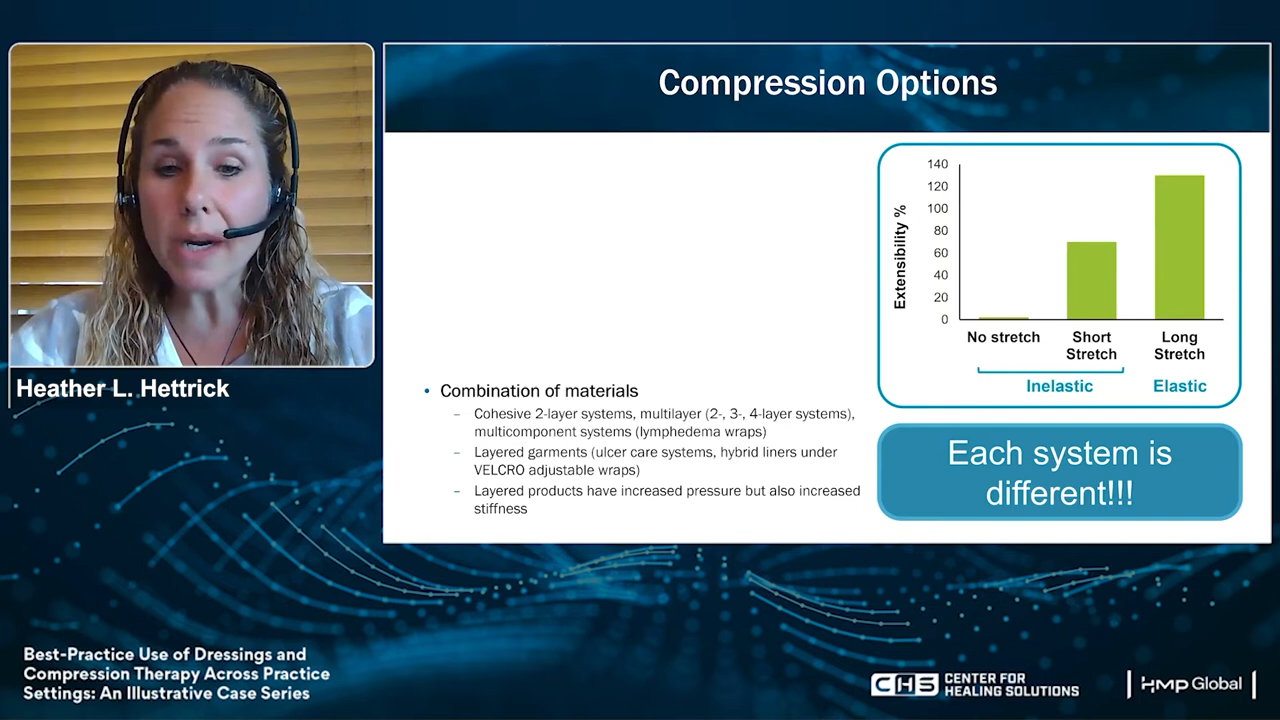 Compression Options
Heather L. Hettrick
• Combination of materials
– Cohesive 2-layer systems, multilayer (2-, 3-, 4-layer systems),
multicomponent systems (lymphedema wraps)
– Layered garments (ulcer care systems, hybrid liners under
VELCRO adjustable wraps)
– Layered products have increased pressure but also increased
stiffness
Extensibility %
140
120
100
80
60
40
20
0
No stretch
Short
Stretch
Long
Stretch
Inelastic
Elastic
Each system is
different!!!
Best-Practice Use of Dressings and
Compression Therapy Across Practice
Settings: An Illustrative Case Series
CHS CENTER FOR
HEALING SOLUTIONS
HMP Global